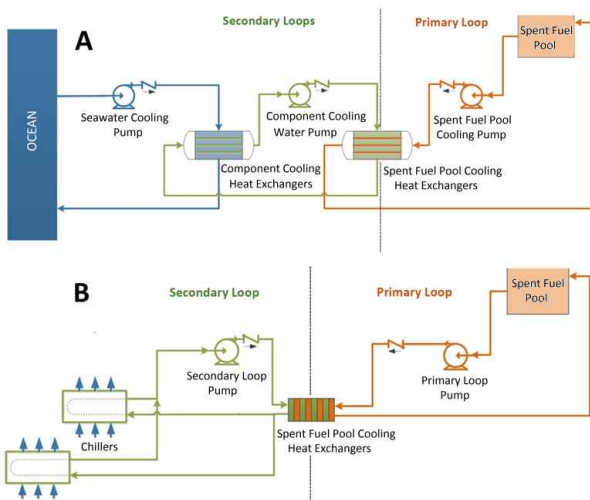 A
Secondary Loops
Primary Loop
Spent Fuel
Pool
OCEAN
Seawater Cooling
Pump
Component Cooling
Water Pump
Spent Fuel Pool
Cooling Pump
Component Cooling
Heat Exchangers
Spent Fuel Pool Cooling
Heat Exchangers
B
Secondary Loop
Primary Loop
Spent Fuel
Pool
Secondary Loop
Pump
Primary Loop
Pump
Chillers
Spent Fuel Pool Cooling
Heat Exchangers